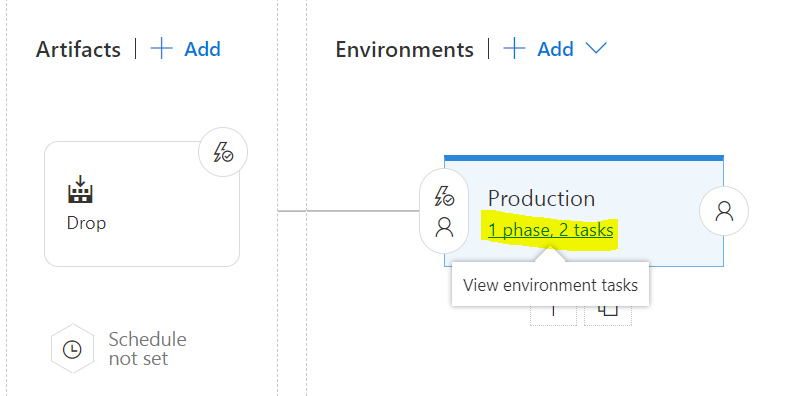 Artifacts | + Add
Environments | + Add
Drop
Production
1 phase, 2 tasks
View environment tasks
Schedule
not set